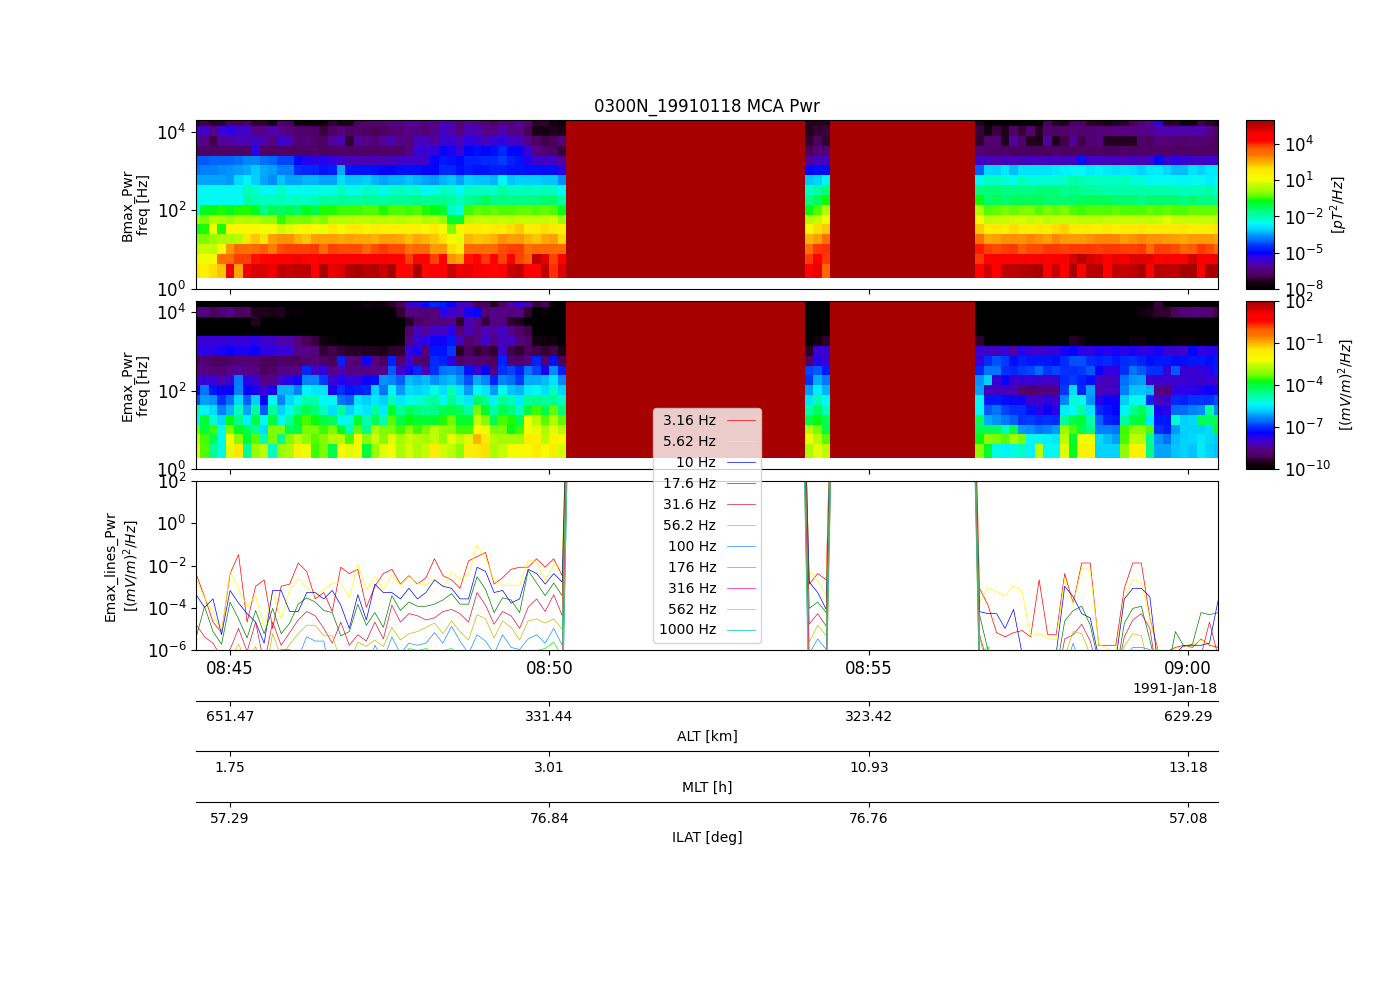 0300N_19910118 MCA Pwr
Bmax_Pwr
freq [Hz]
10^4
10^2
10^0
10^4
10^1
10^-2
10^-5
10^-8
[pT^2/Hz]
Emax_Pwr
freq [Hz]
10^4
10^2
10^0
10^2
10^-1
10^-4
10^-7
10^-10
[(mV/m)^2/Hz]
Emax_lines_Pwr
[(mV/m)^2/Hz]
10^2
10^0
10^-2
10^-4
10^-6
3.16 Hz
5.62 Hz
10 Hz
17.6 Hz
31.6 Hz
56.2 Hz
100 Hz
176 Hz
316 Hz
562 Hz
1000 Hz
08:45 08:50 08:55 09:00
1991-Jan-18
651.47 331.44 323.42 629.29
ALT [km]
1.75 3.01 10.93 13.18
MLT [h]
57.29 76.84 76.76 57.08
ILAT [deg]